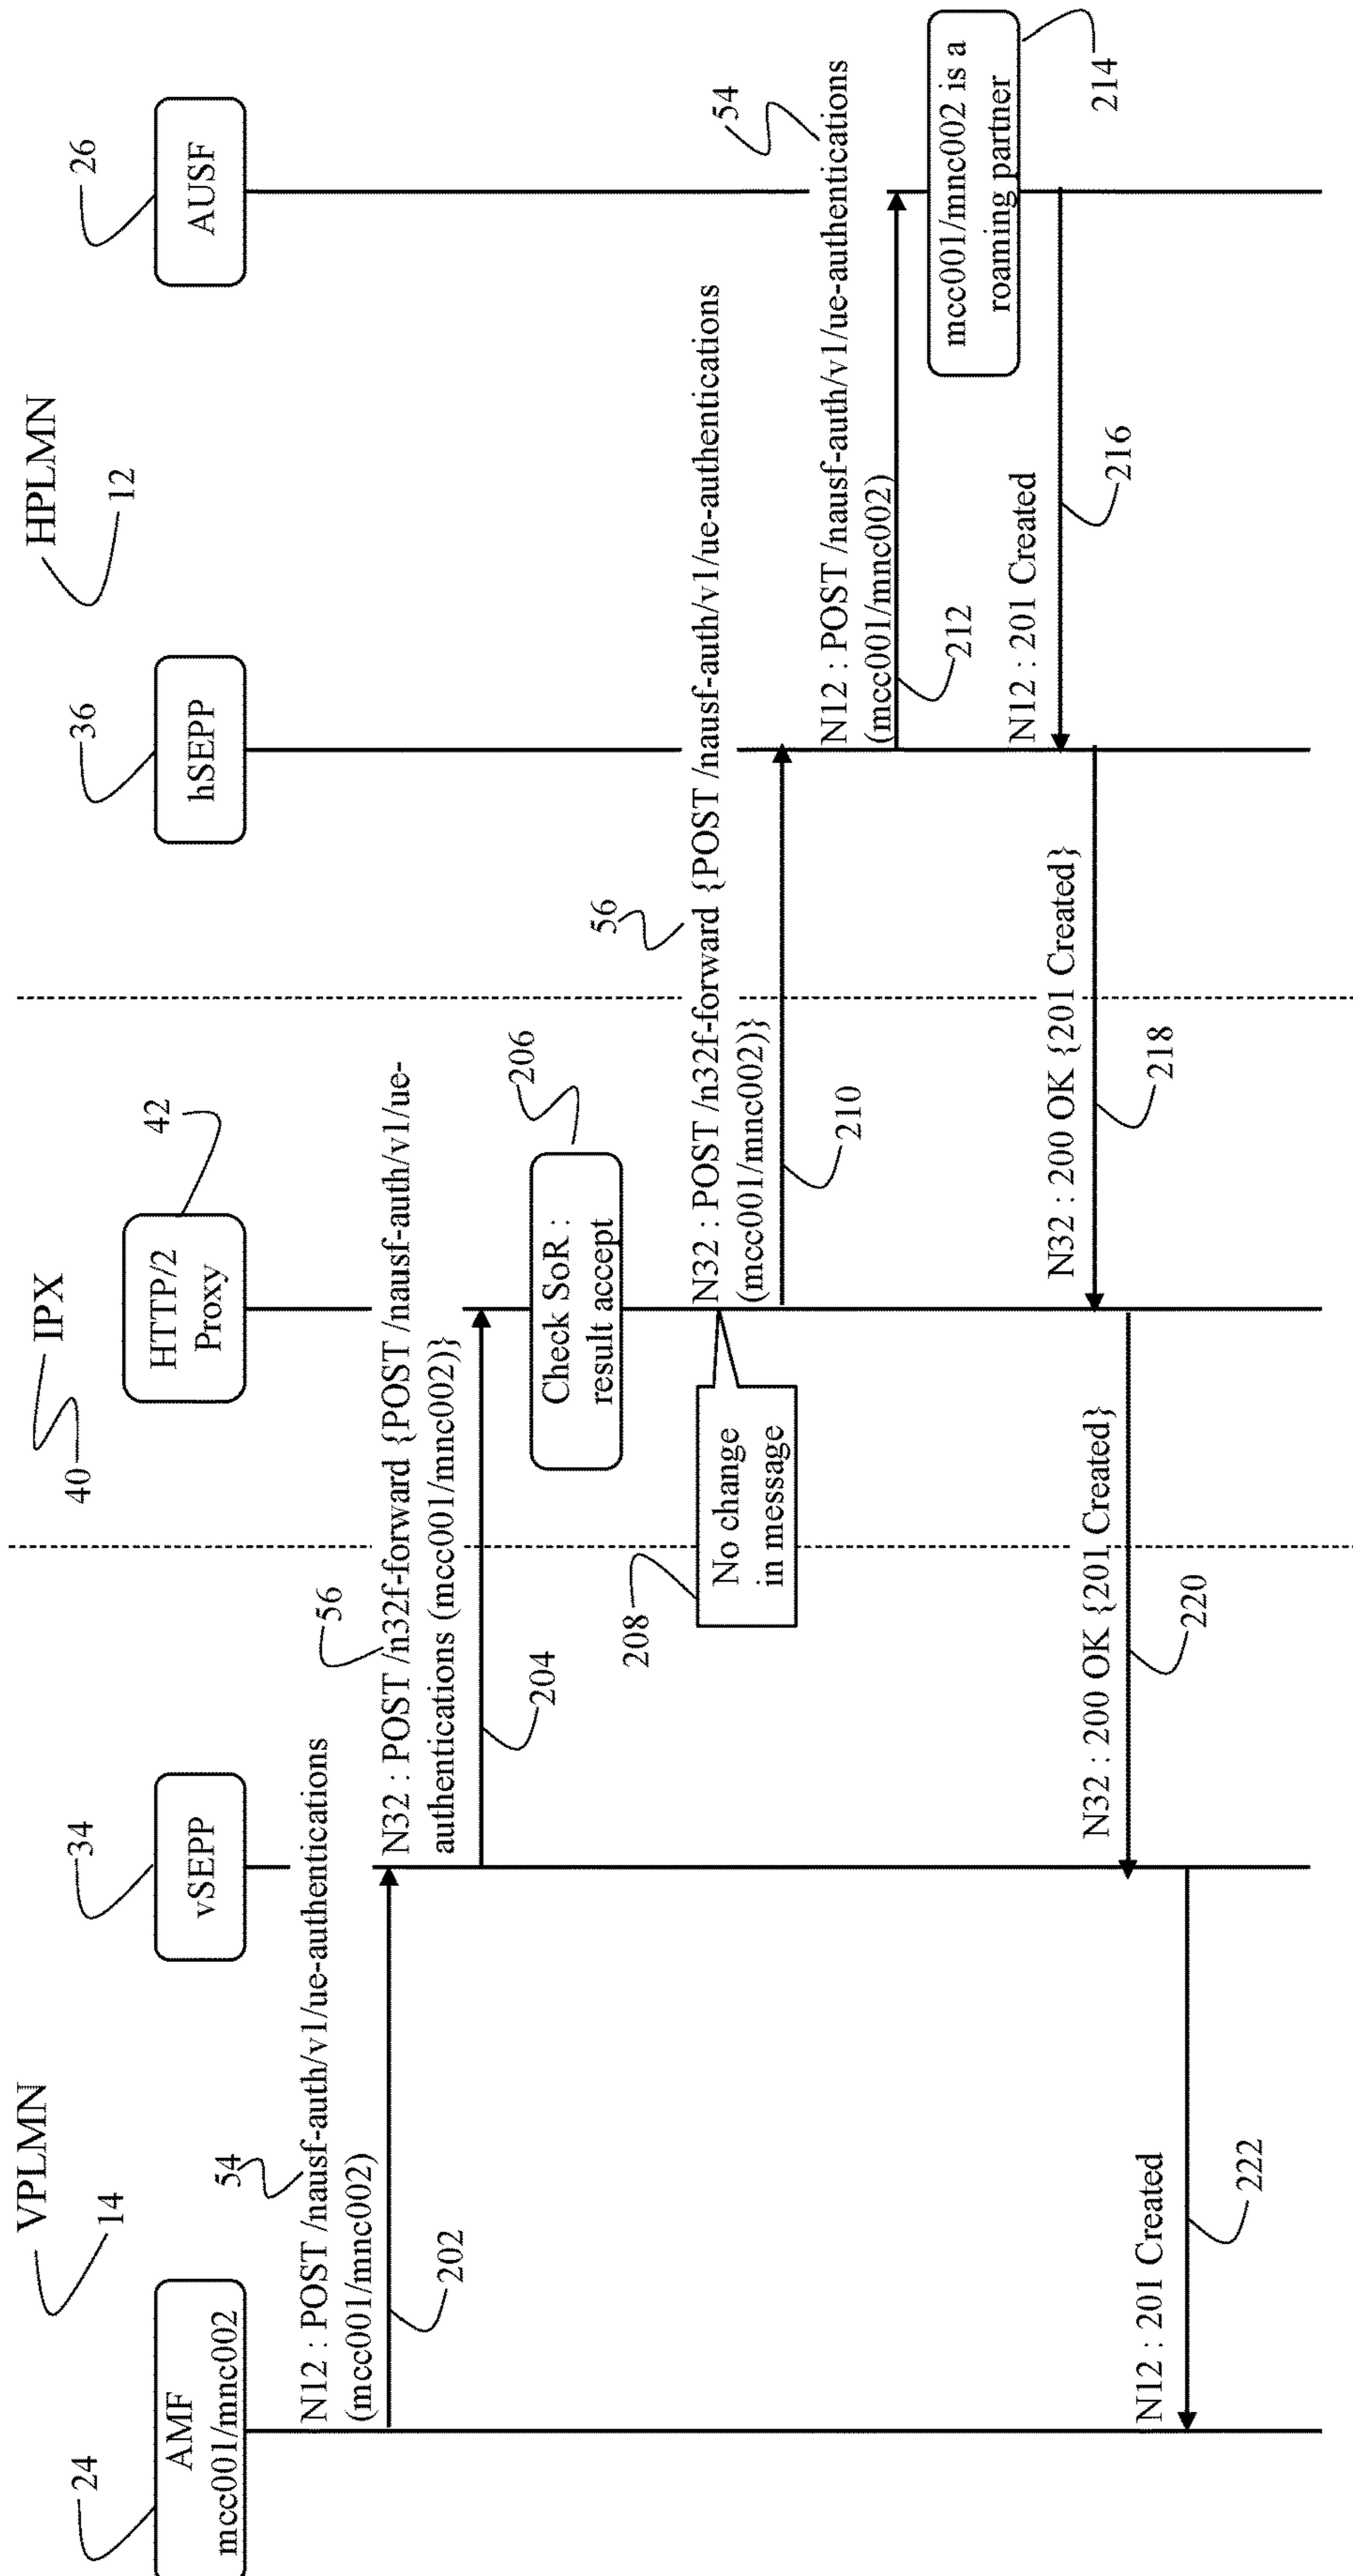 VPLMN
14
IPX
40
HPLMN
12
24
AMF
mcc001/mnc002
34
vSEPP
42
HTTP/2
Proxy
36
hSEPP
26
AUSF
54
N12 : POST /nausf-auth/v1/ue-authentications
(mcc001/mnc002)
202
56
N32 : POST /n32f-forward {POST /nausf-auth/v1/ue-
authentications (mcc001/mnc002)}
204
206
Check SoR :
result accept
208
No change
in message
56
N32 : POST /n32f-forward {POST /nausf-auth/v1/ue-authentications
(mcc001/mnc002)}
210
54
N12 : POST /nausf-auth/v1/ue-authentications
(mcc001/mnc002)
212
mcc001/mnc002 is a
roaming partner
214
N12 : 201 Created
216
N32 : 200 OK {201 Created}
218
N32 : 200 OK {201 Created}
220
N12 : 201 Created
222